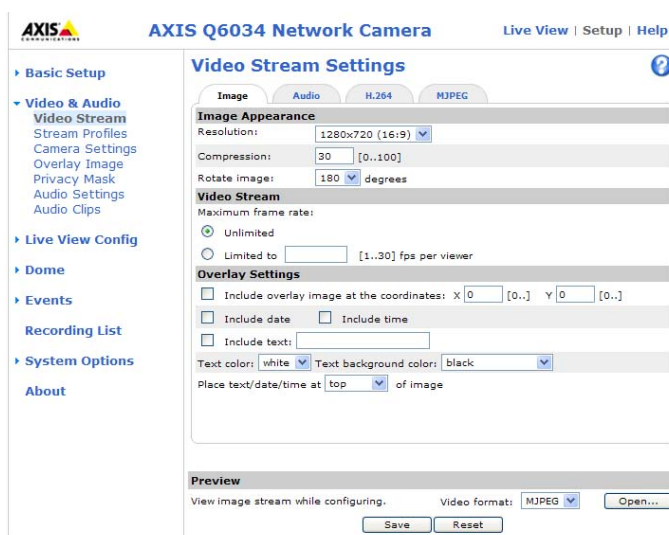 AXIS
COMMUNICATIONS
AXIS Q6034 Network Camera
Live View | Setup | Help
Basic Setup
Video & Audio
Video Stream
Stream Profiles
Camera Settings
Overlay Image
Privacy Mask
Audio Settings
Audio Clips
Live View Config
Dome
Events
Recording List
System Options
About
Video Stream Settings
?
Image Audio H.264 MJPEG
Image Appearance
Resolution: 1280x720 (16:9)
Compression: 30 [0..100]
Rotate image: 180 degrees
Video Stream
Maximum frame rate:
Unlimited
Limited to [1..30] fps per viewer
Overlay Settings
Include overlay image at the coordinates: X 0 [0..] Y 0 [0..]
Include date Include time
Include text:
Text color: white Text background color: black
Place text/date/time at top of image
Preview
View image stream while configuring. Video format: MJPEG Open...
Save Reset